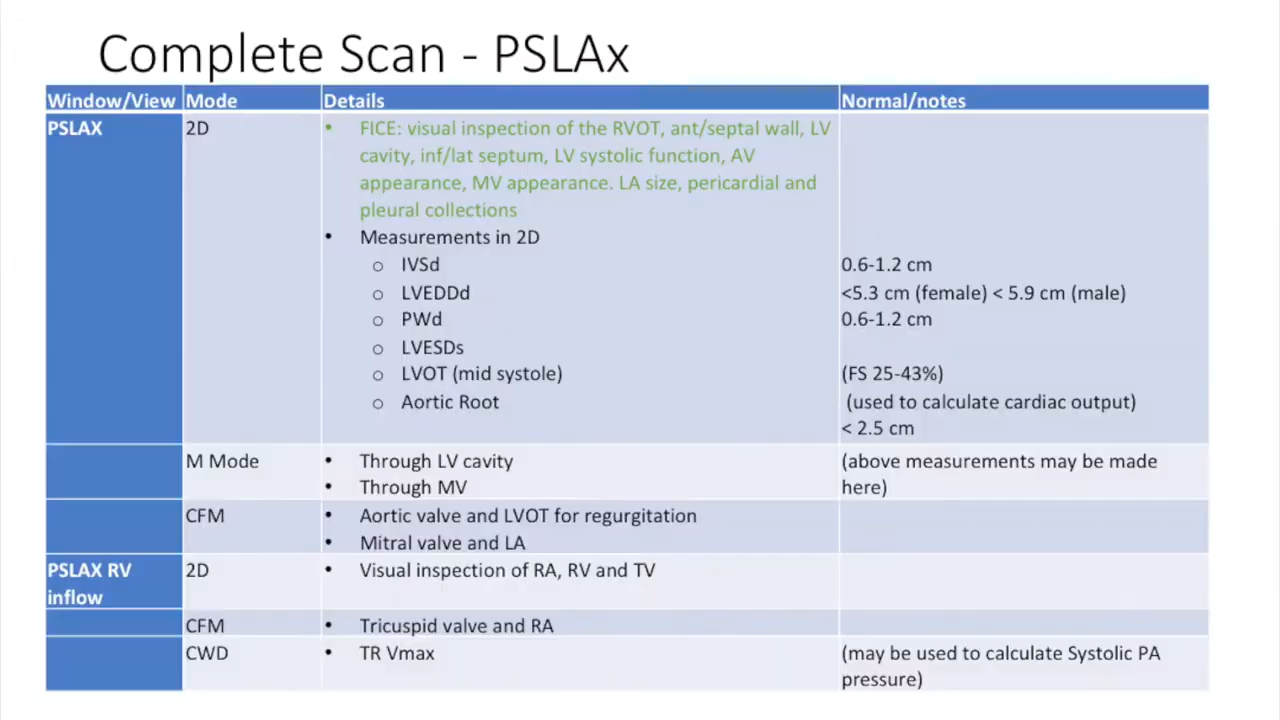 Complete Scan - PSLAx
Window/View Mode Details Normal/notes
PSLAX 2D • FICE: visual inspection of the RVOT, ant/septal wall, LV
cavity, inf/lat septum, LV systolic function, AV
appearance, MV appearance. LA size, pericardial and
pleural collections
• Measurements in 2D
o IVSd 0.6-1.2 cm
o LVEDDd <5.3 cm (female) < 5.9 cm (male)
o PWd 0.6-1.2 cm
o LVESDs
o LVOT (mid systole) (FS 25-43%)
o Aortic Root (used to calculate cardiac output)
< 2.5 cm
M Mode • Through LV cavity (above measurements may be made
• Through MV here)
CFM • Aortic valve and LVOT for regurgitation
• Mitral valve and LA
PSLAX RV 2D • Visual inspection of RA, RV and TV
inflow
CFM • Tricuspid valve and RA
CWD • TR Vmax (may be used to calculate Systolic PA
pressure)